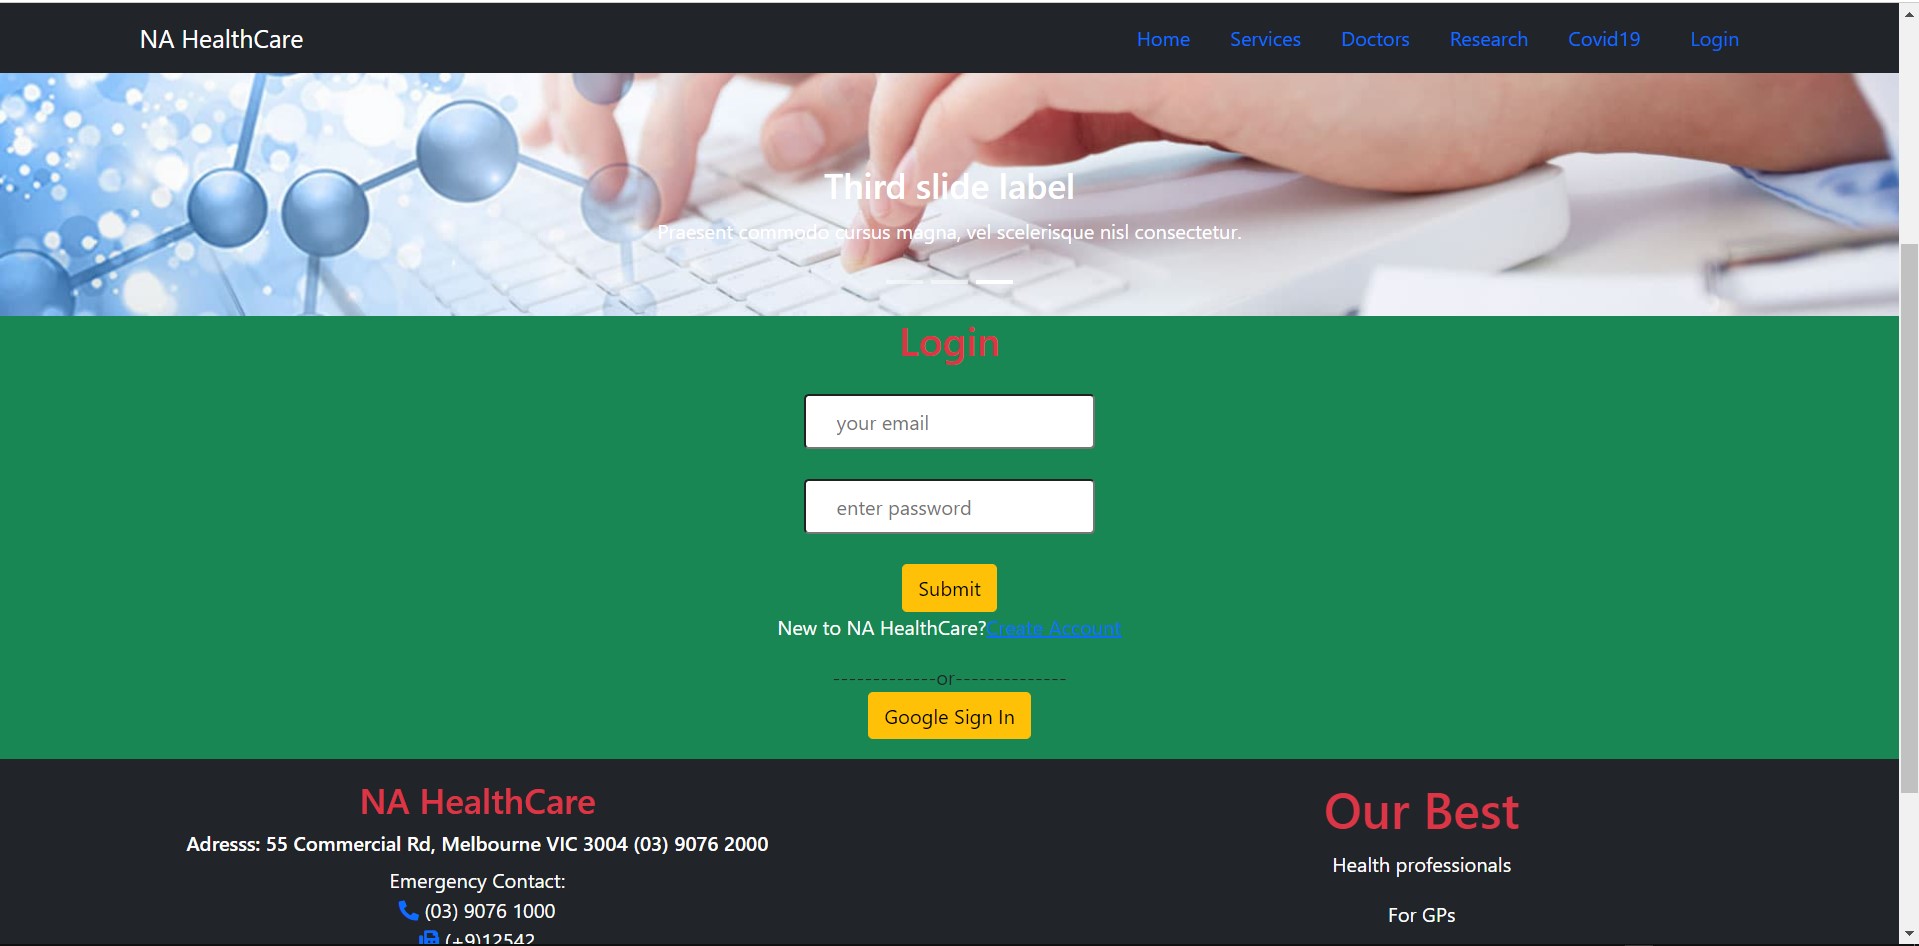 NA HealthCare
Home Services Doctors Research Covid19 Login
Third slide label
Praesent commodo cursus magna, vel scelerisque nisl consectetur.
Login
your email
enter password
Submit
New to NA HealthCare?Create Account
-------------or--------------
Google Sign In
NA HealthCare
Adresss: 55 Commercial Rd, Melbourne VIC 3004 (03) 9076 2000
Emergency Contact:
(03) 9076 1000
(+9)12542
Our Best
Health professionals
For GPs